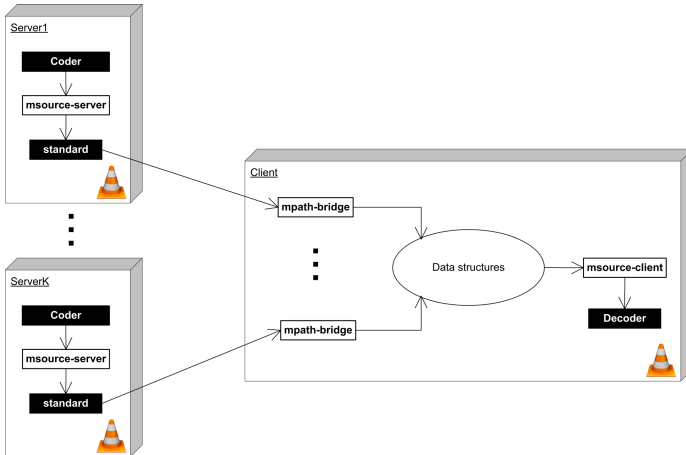 Server1
Coder
msource-server
standard
Client
mpath-bridge
Data structures
msource-client
Decoder
mpath-bridge
ServerK
Coder
msource-server
standard